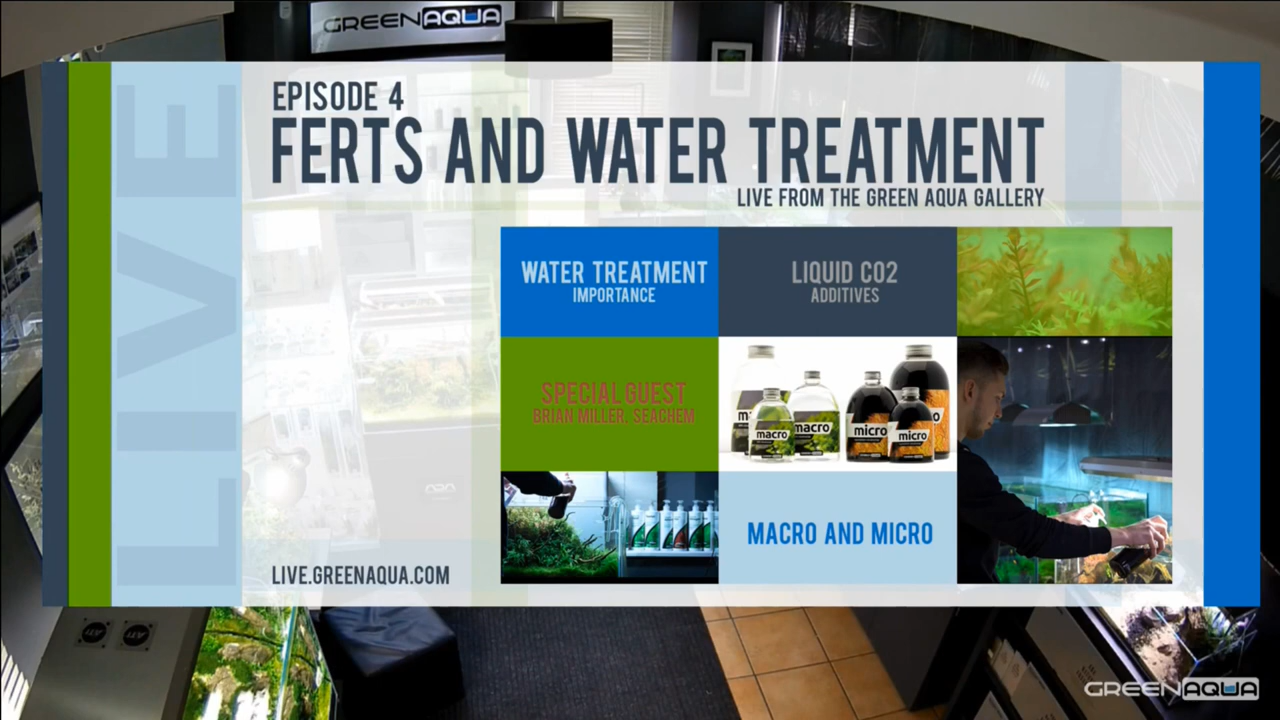 GREENAQUA
EPISODE 4
FERTS AND WATER TREATMENT
LIVE FROM THE GREEN AQUA GALLERY
LIVE
WATER TREATMENT
IMPORTANCE
LIQUID CO2
ADDITIVES
SPECIAL GUEST
BRIAN MILLER, SEACHEM
macro
macro
micro
micro
MACRO AND MICRO
LIVE.GREENAQUA.COM
ADA
GREENAQUA